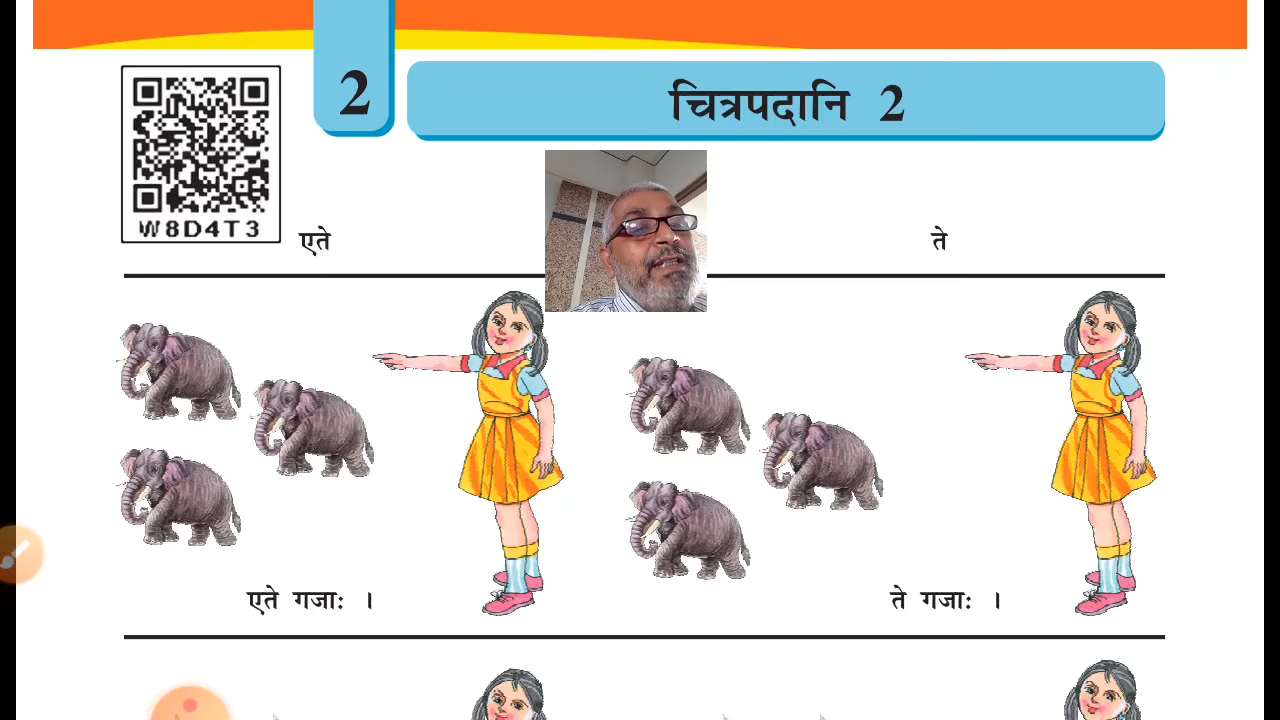 2
चित्रपदानि 2
W8D4T3
एते
ते
एते गजाः ।
ते गजाः ।